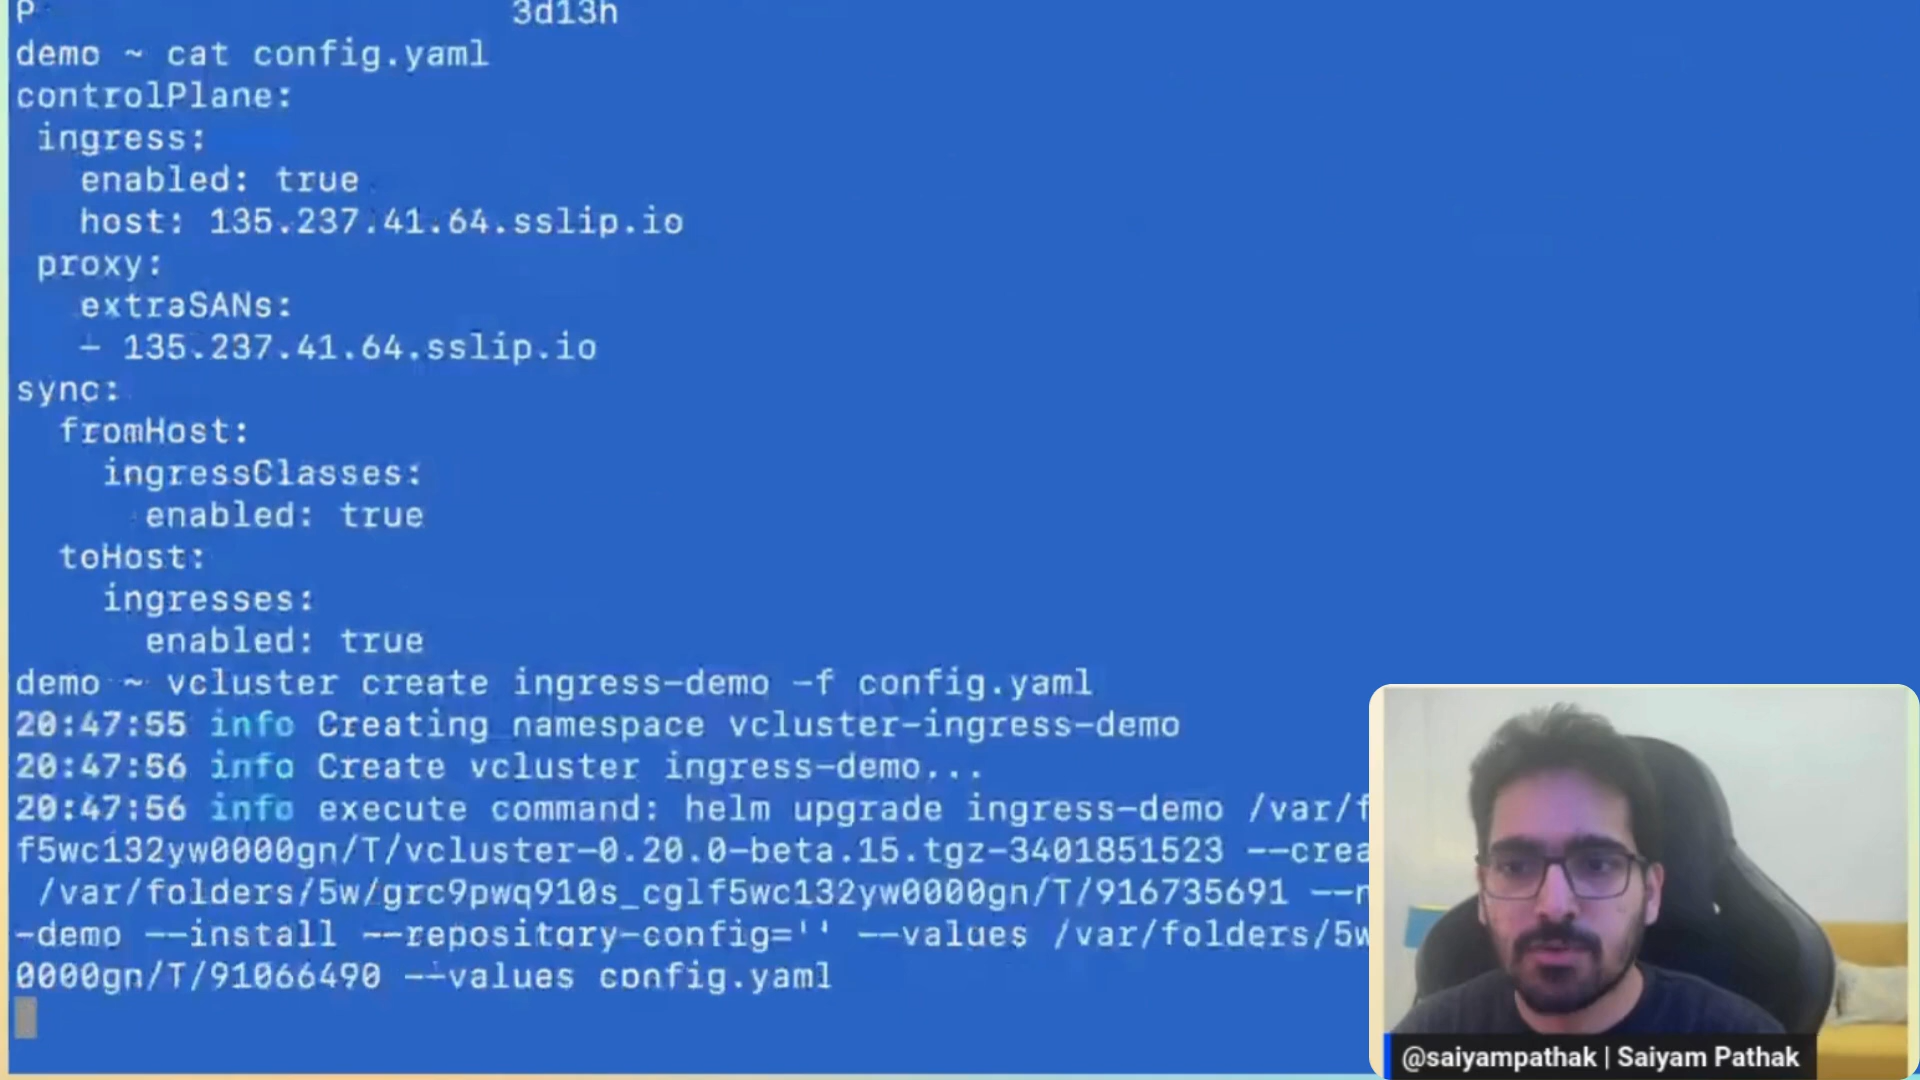 P                      3d13h
demo ~ cat config.yaml
controlPlane:
 ingress:
   enabled: true
   host: 135.237.41.64.sslip.io
 proxy:
   extraSANs:
   - 135.237.41.64.sslip.io
sync:
  fromHost:
    ingressClasses:
      enabled: true
  toHost:
    ingresses:
      enabled: true
demo ~ vcluster create ingress-demo -f config.yaml
20:47:55 info Creating namespace vcluster-ingress-demo
20:47:56 info Create vcluster ingress-demo...
20:47:56 info execute command: helm upgrade ingress-demo /var/f
f5wc132yw0000gn/T/vcluster-0.20.0-beta.15.tgz-3401851523 --crea
 /var/folders/5w/grc9pwq910s_cglf5wc132yw0000gn/T/916735691 --n
-demo --install --repository-config='' --values /var/folders/5w
0000gn/T/91066490 --values config.yaml
@saiyampathak | Saiyam Pathak